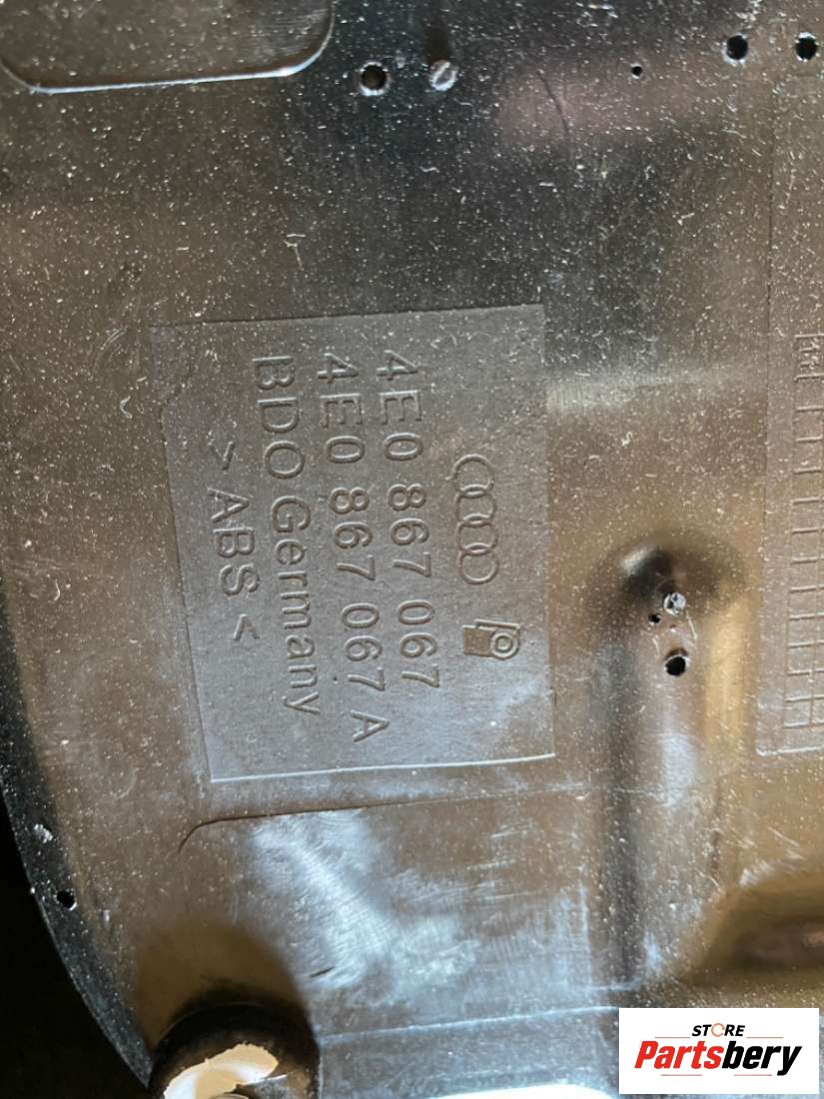 4E0 867 067
4E0 867 067 A
BDO Germany
> ABS <
STORE
Partsbery